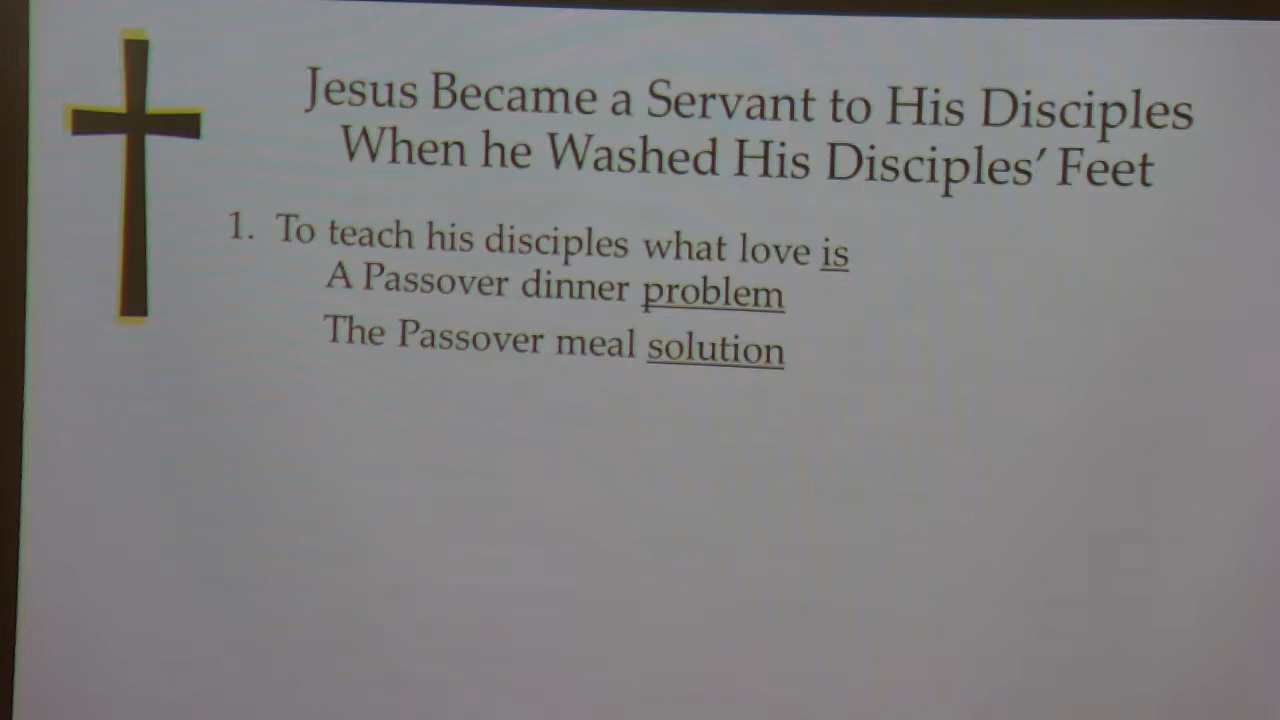 Jesus Became a Servant to His Disciples
When he Washed His Disciples’ Feet
1. To teach his disciples what love is
A Passover dinner problem
The Passover meal solution